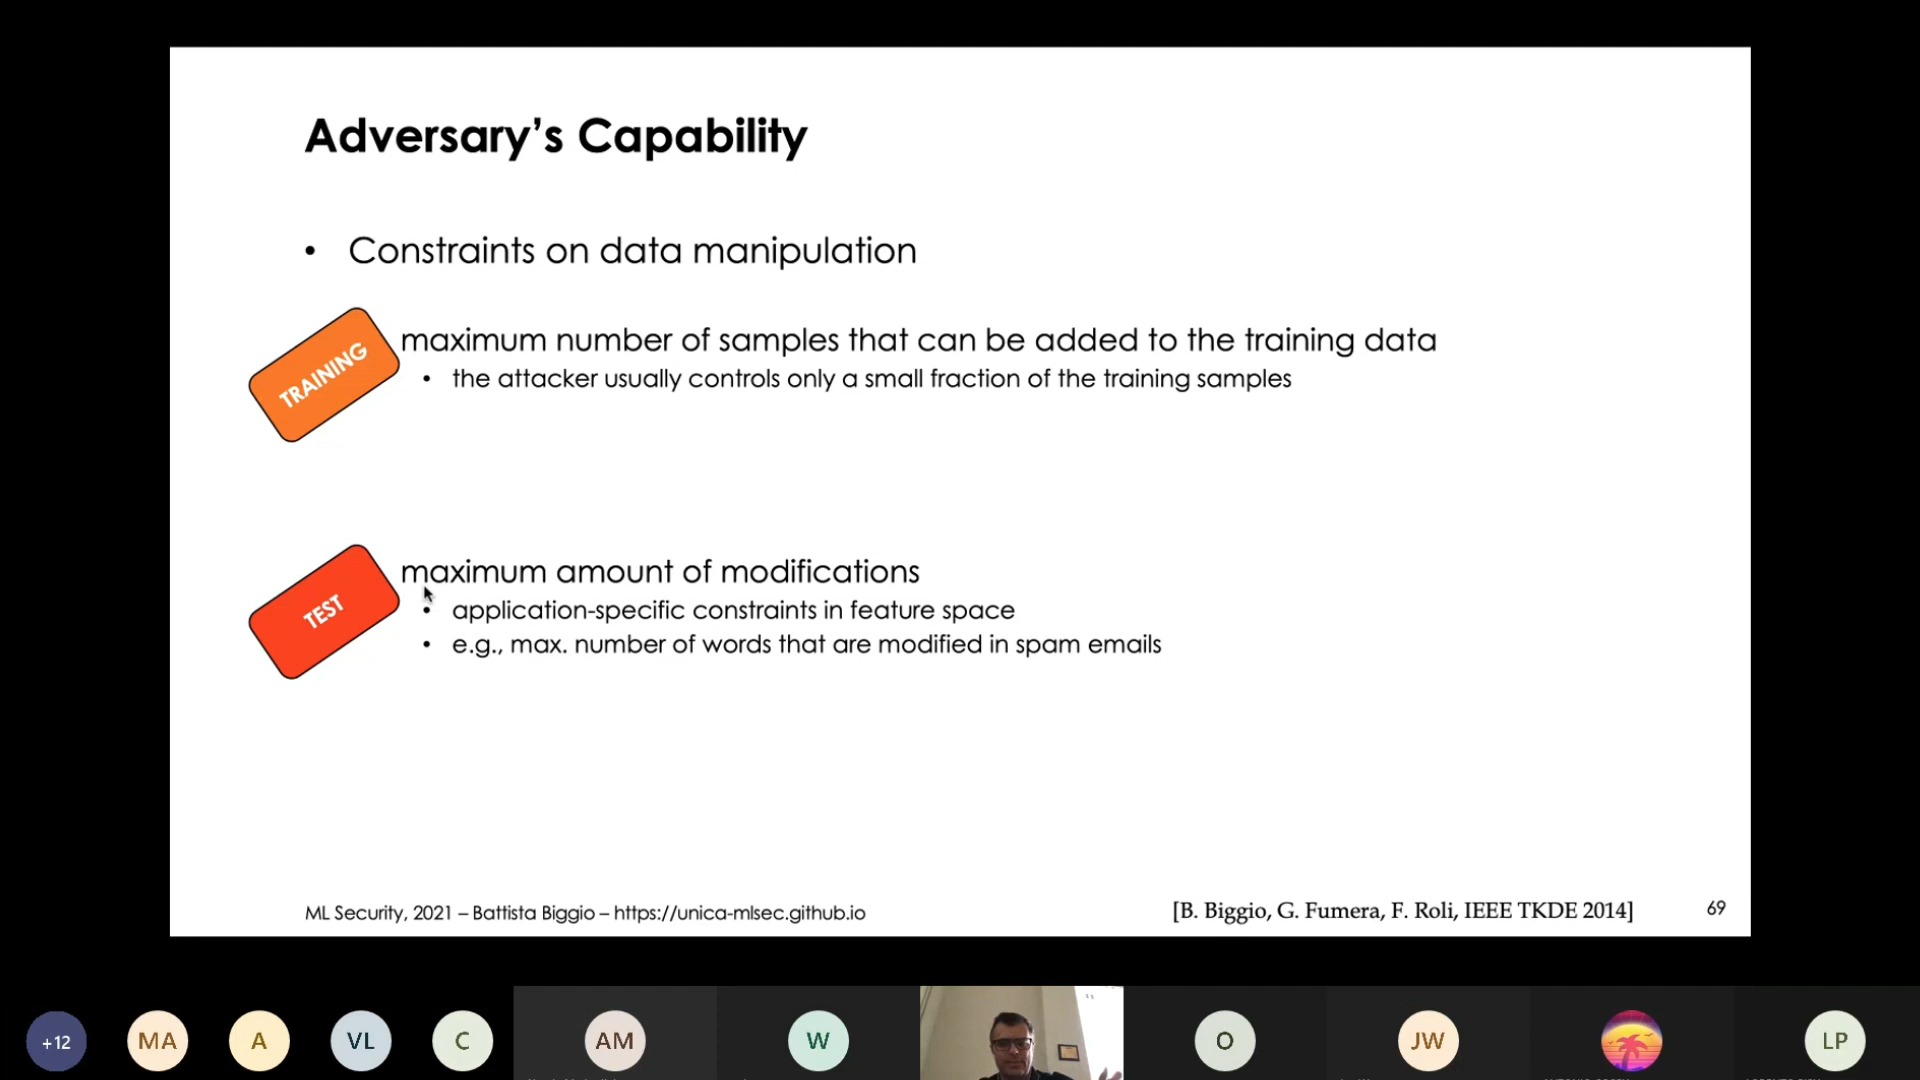 Adversary's Capability
• Constraints on data manipulation
TRAINING
maximum number of samples that can be added to the training data
• the attacker usually controls only a small fraction of the training samples
TEST
maximum amount of modifications
• application-specific constraints in feature space
• e.g., max. number of words that are modified in spam emails
ML Security, 2021 – Battista Biggio – https://unica-mlsec.github.io
[B. Biggio, G. Fumera, F. Roli, IEEE TKDE 2014]
69
+12
MA
A
VL
C
AM
W
O
JW
LP